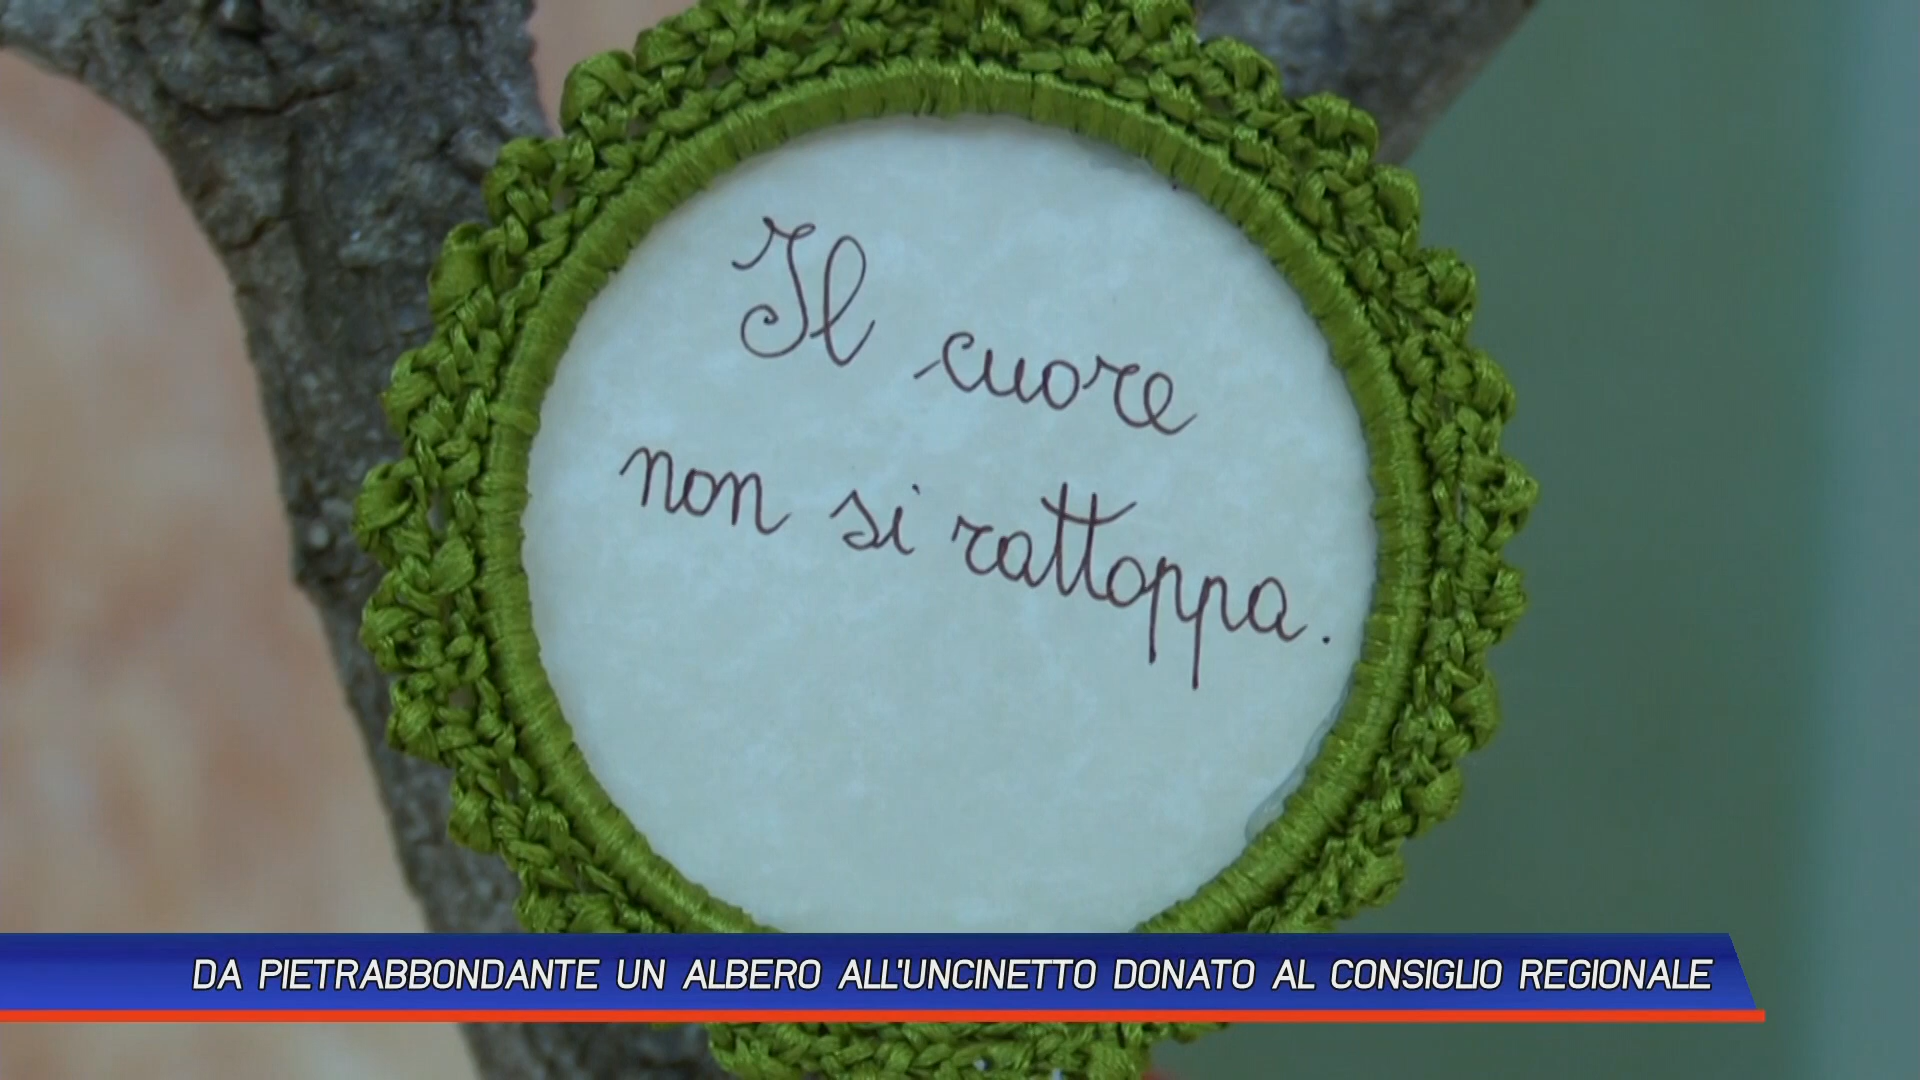 Il cuore
non si rattoppa.
DA PIETRABBONDANTE UN ALBERO ALL'UNCINETTO DONATO AL CONSIGLIO REGIONALE